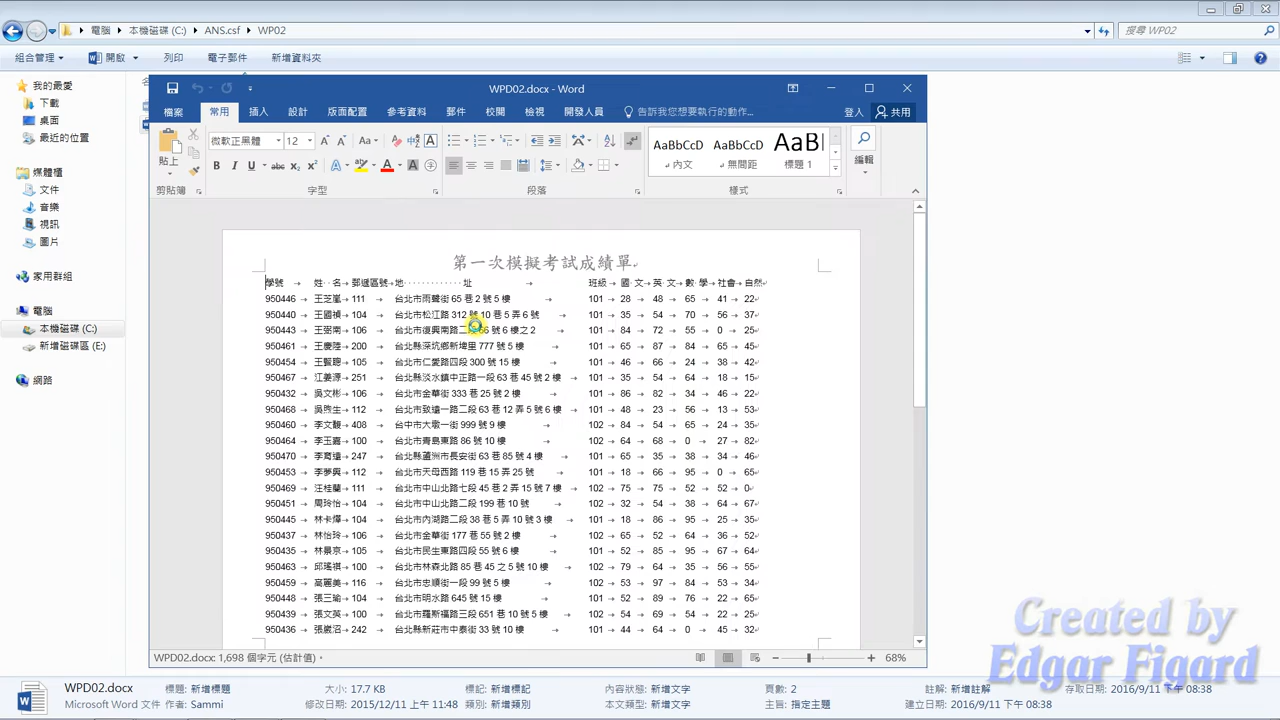 電腦 ▸ 本機磁碟 (C:) ▸ ANS.csf ▸ WP02
搜尋 WP02
組合管理 開啟 列印 電子郵件 新增資料夾
我的最愛
下載
桌面
最近的位置
媒體櫃
文件
音樂
視訊
圖片
家用群組
電腦
本機磁碟 (C:)
新增磁碟區 (E:)
網路
WPD02.docx - Word
檔案 常用 插入 設計 版面配置 參考資料 郵件 校閱 檢視 開發人員 告訴我您想要執行的動作... 登入 共用
微軟正黑體 12
貼上
剪貼簿 字型 段落 樣式
AaBbCcD AaBbCcD AaB
內文 無間距 標題 1
編輯
第一次模擬考試成績單
學號 姓 名 郵遞區號 地 址 班級 國 文 英 文 數 學 社會 自然
950446 王芝嵐 111 台北市雨聲街 65 巷 2 號 5 樓 101 28 48 65 41 22
950440 王國禎 104 台北市松江路 312 號 10 巷 5 弄 6 號 101 35 54 70 56 37
950443 王弼南 106 台北市復興南路二 號 6 樓之 2 101 84 72 55 0 25
950461 王慶陞 200 台北縣深坑鄉新埤里 777 號 5 樓 101 65 87 84 65 45
950454 王賢聰 105 台北市仁愛路四段 300 號 15 樓 101 46 66 24 38 42
950467 江姜源 251 台北縣淡水鎮中正路一段 63 巷 45 號 2 樓 101 35 54 64 18 15
950432 吳文彬 106 台北市金華街 333 巷 25 號 2 樓 101 86 82 34 46 22
950468 吳煦生 112 台北市致遠一路二段 63 巷 12 弄 5 號 6 樓 101 48 23 56 13 53
950460 李文馥 408 台中市大墩一街 999 號 9 樓 102 84 54 65 24 35
950464 李玉嘉 100 台北市青島東路 86 號 10 樓 102 64 68 0 27 82
950470 李育瑋 247 台北縣蘆洲市長安街 63 巷 85 號 4 樓 101 65 35 38 34 46
950453 李夢興 112 台北市天母西路 119 巷 15 弄 25 號 101 18 66 95 0 65
950469 汪桂蘭 111 台北市中山北路七段 45 巷 2 弄 15 號 7 樓 102 75 75 52 52 0
950451 周玲怡 104 台北市中山北路二段 199 巷 10 號 102 32 54 38 64 67
950445 林卡燁 104 台北市內湖路二段 38 巷 5 弄 10 號 3 樓 101 18 86 95 25 35
950437 林怡玲 106 台北市金華街 177 巷 55 號 2 樓 102 65 52 64 36 52
950435 林景京 105 台北市民生東路四段 55 號 6 樓 101 52 85 95 67 64
950463 邱瑤祺 100 台北市林森北路 85 巷 45 之 5 號 10 樓 102 79 64 35 56 55
950459 高麗美 116 台北市忠順街一段 99 號 5 樓 102 53 97 84 53 34
950448 張三瑜 104 台北市明水路 645 號 15 樓 101 54 89 76 22 65
950439 張文英 100 台北市羅斯福路三段 651 巷 10 號 5 樓 102 54 69 54 22 25
950436 張嚴沼 242 台北縣新莊市中泰街 33 號 10 樓 101 44 64 0 45 32
WPD02.docx: 1,698 個字元 (估計值)
68%
Created by
Edgar Figard
WPD02.docx 標題: 新增標題 大小: 17.7 KB 標記: 新增標記 內容狀態: 新增文字 頁數: 2 註解: 新增註解 存取日期: 2016/9/11 下午 08:38
Microsoft Word 文件 作者: Sammi 修改日期: 2015/12/11 上午 11:48 類別: 新增類別 本文類型: 新增文字 主旨: 指定主題 建立日期: 2016/9/11 下午 08:38